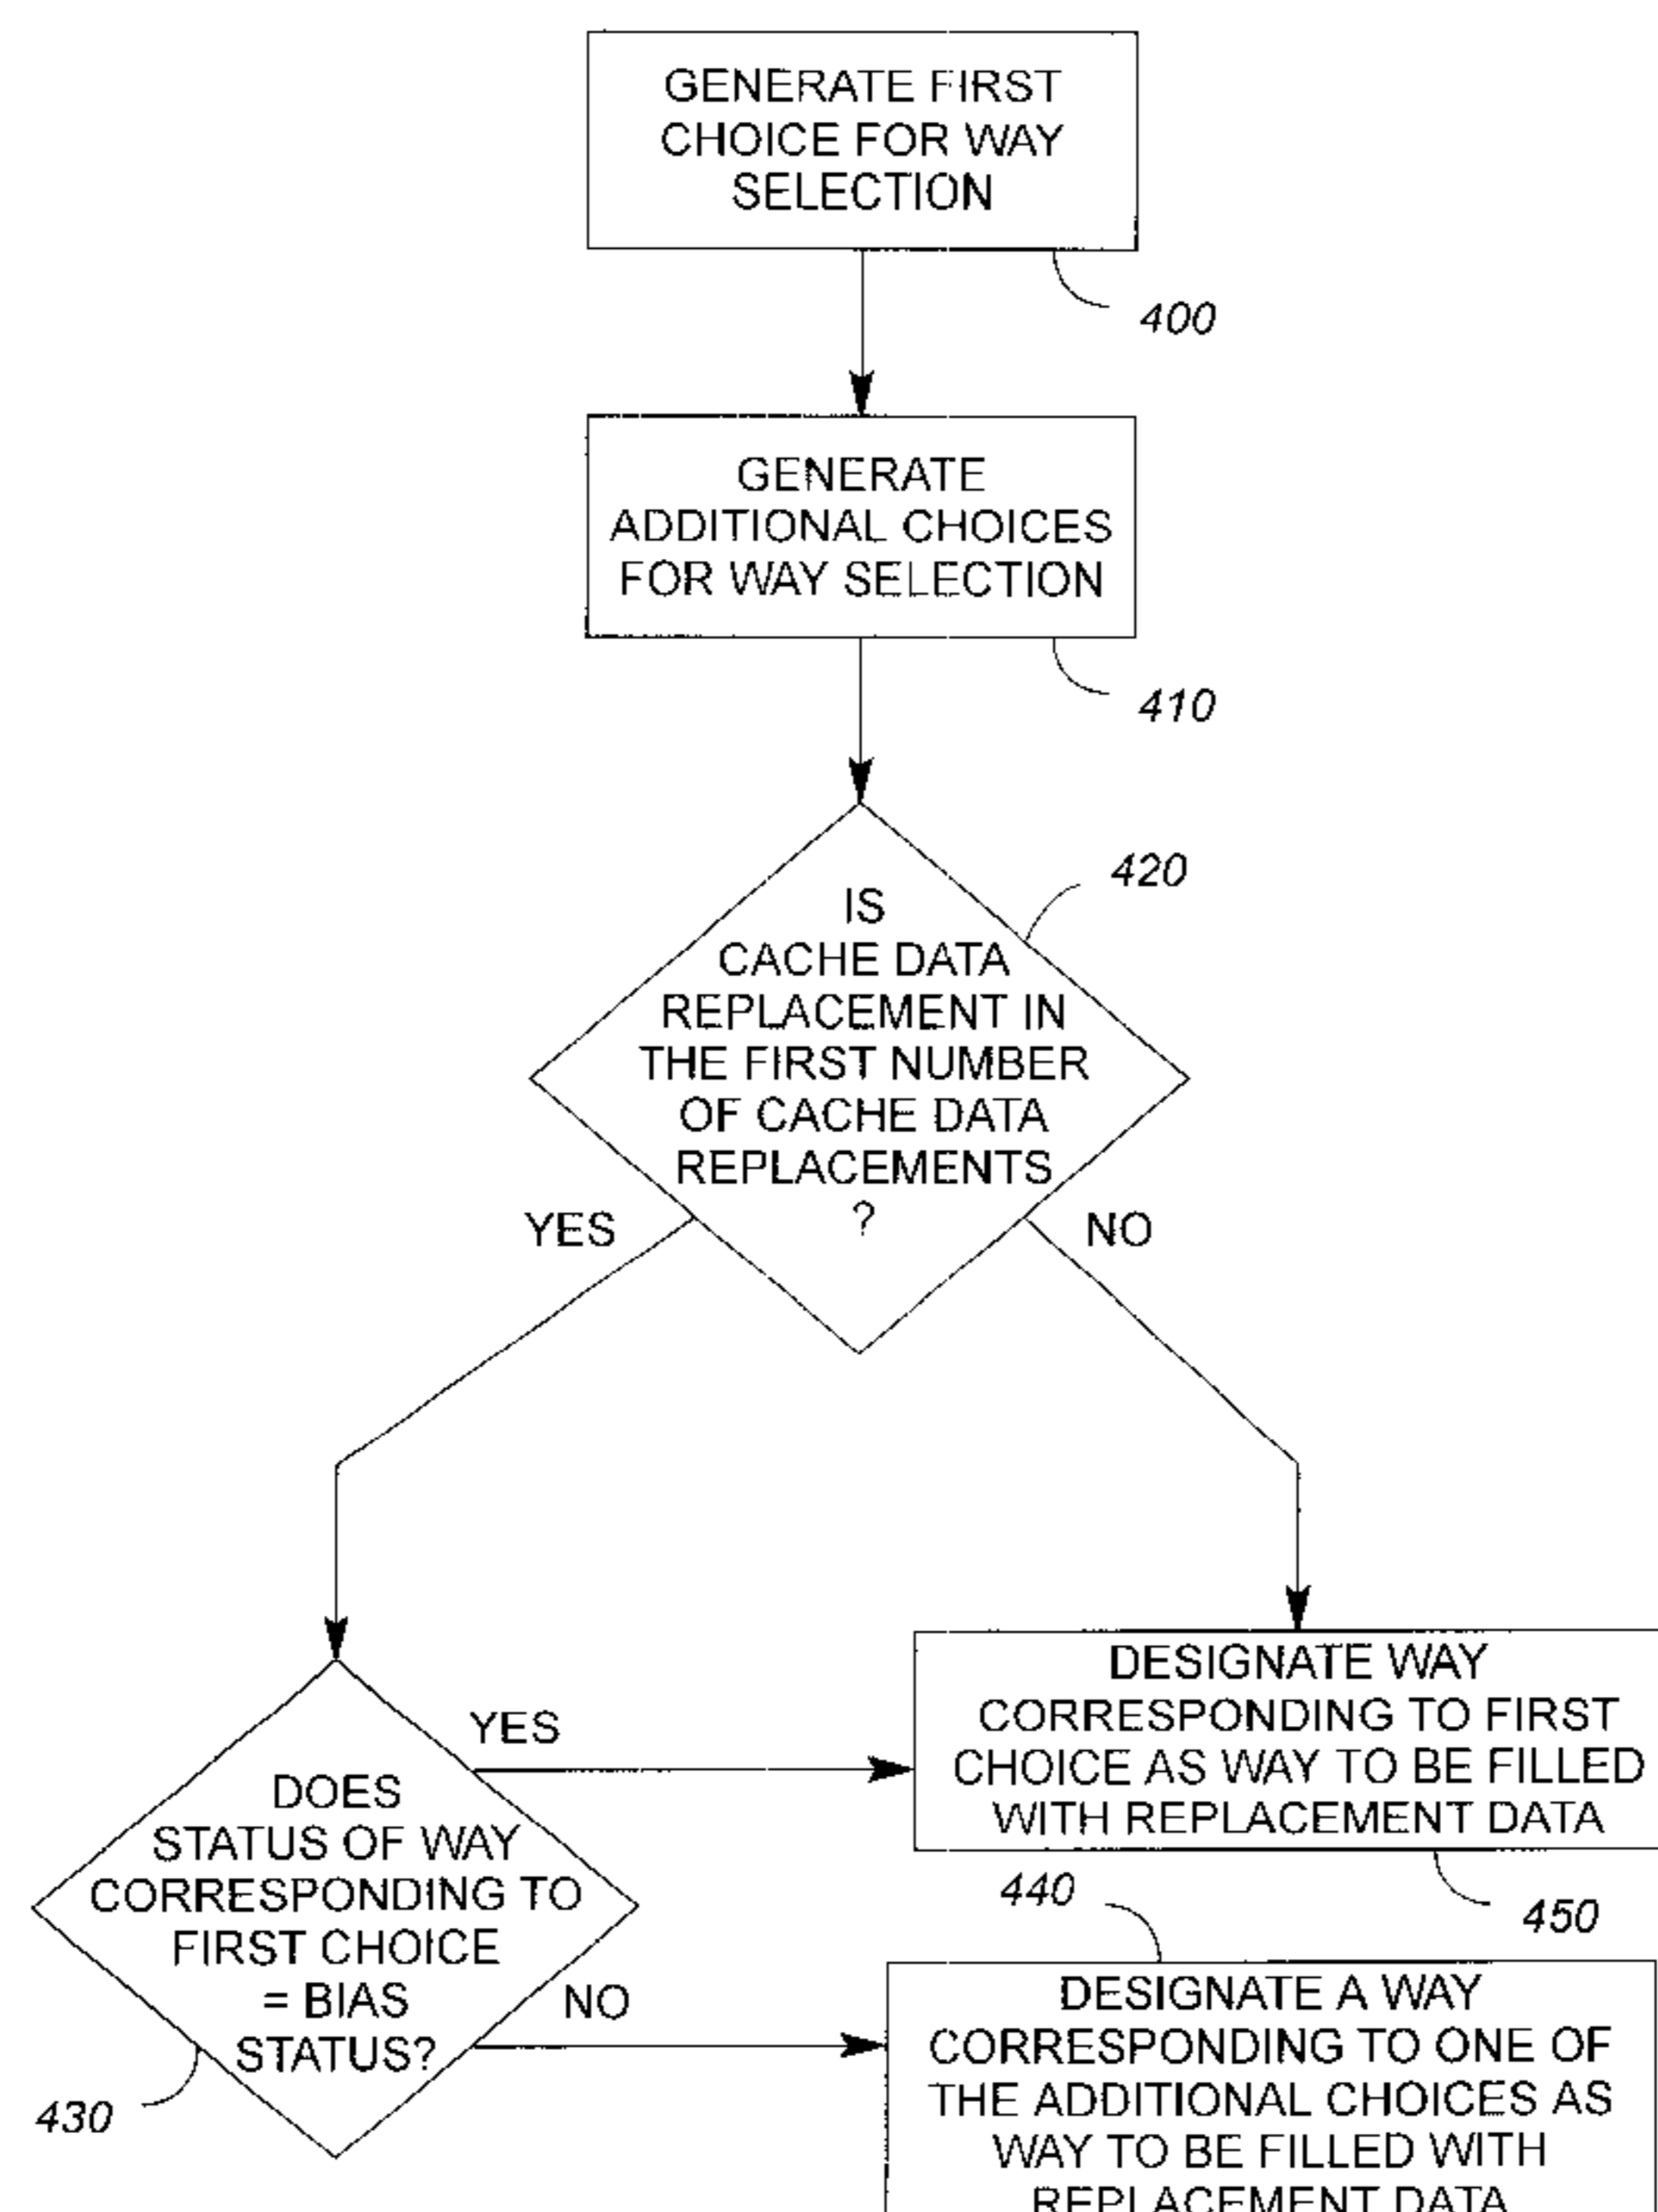 GENERATE FIRST
CHOICE FOR WAY
SELECTION
400
GENERATE
ADDITIONAL CHOICES
FOR WAY SELECTION
410
420
IS
CACHE DATA
REPLACEMENT IN
THE FIRST NUMBER
OF CACHE DATA
REPLACEMENTS
?
YES
NO
DESIGNATE WAY
CORRESPONDING TO FIRST
CHOICE AS WAY TO BE FILLED
WITH REPLACEMENT DATA
450
YES
DOES
STATUS OF WAY
CORRESPONDING TO
FIRST CHOICE
= BIAS
STATUS?
NO
430
440
DESIGNATE A WAY
CORRESPONDING TO ONE OF
THE ADDITIONAL CHOICES AS
WAY TO BE FILLED WITH
REPLACEMENT DATA